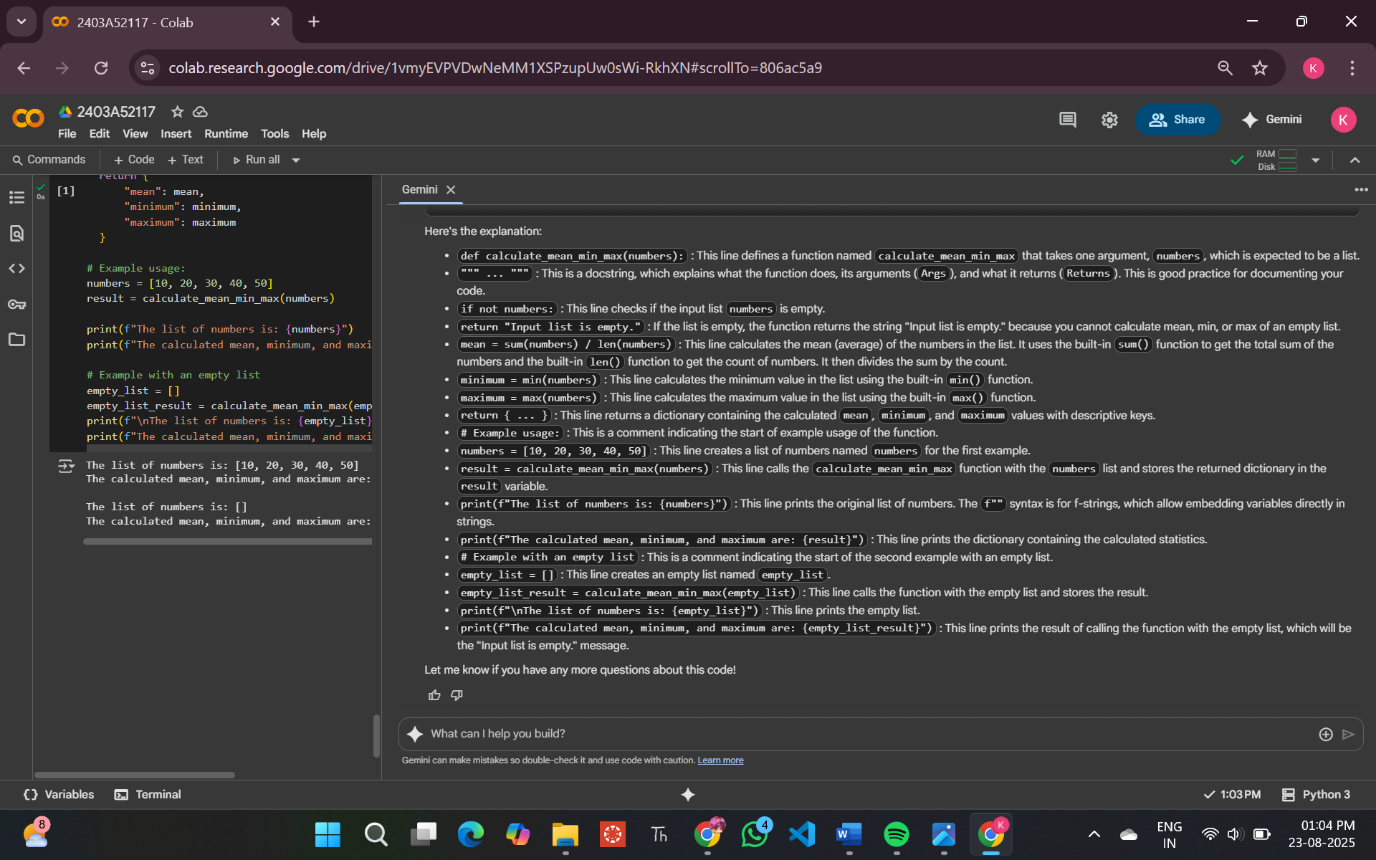 2403A52117 - Colab
colab.research.google.com/drive/1vmyEVPVDwNeMM1XSPzupUw0sWi-RkhXN#scrollTo=806ac5a9
K
2403A52117
File Edit View Insert Runtime Tools Help
Share
Gemini
K
Commands + Code + Text Run all
RAM
Disk
[1]
0s
return {
"mean": mean,
"minimum": minimum,
"maximum": maximum
}
# Example usage:
numbers = [10, 20, 30, 40, 50]
result = calculate_mean_min_max(numbers)
print(f"The list of numbers is: {numbers}")
print(f"The calculated mean, minimum, and maxi
# Example with an empty list
empty_list = []
empty_list_result = calculate_mean_min_max(emp
print(f"\nThe list of numbers is: {empty_list}
print(f"The calculated mean, minimum, and maxi
The list of numbers is: [10, 20, 30, 40, 50]
The calculated mean, minimum, and maximum are:
The list of numbers is: []
The calculated mean, minimum, and maximum are:
Gemini
Here's the explanation:
• def calculate_mean_min_max(numbers): : This line defines a function named calculate_mean_min_max that takes one argument, numbers, which is expected to be a list.
• """ ... """ : This is a docstring, which explains what the function does, its arguments (Args), and what it returns (Returns). This is good practice for documenting your
code.
• if not numbers: : This line checks if the input list numbers is empty.
• return "Input list is empty." : If the list is empty, the function returns the string "Input list is empty." because you cannot calculate mean, min, or max of an empty list.
• mean = sum(numbers) / len(numbers) : This line calculates the mean (average) of the numbers in the list. It uses the built-in sum() function to get the total sum of the
numbers and the built-in len() function to get the count of numbers. It then divides the sum by the count.
• minimum = min(numbers) : This line calculates the minimum value in the list using the built-in min() function.
• maximum = max(numbers) : This line calculates the maximum value in the list using the built-in max() function.
• return { ... } : This line returns a dictionary containing the calculated mean, minimum, and maximum values with descriptive keys.
• # Example usage: : This is a comment indicating the start of example usage of the function.
• numbers = [10, 20, 30, 40, 50] : This line creates a list of numbers named numbers for the first example.
• result = calculate_mean_min_max(numbers) : This line calls the calculate_mean_min_max function with the numbers list and stores the returned dictionary in the
result variable.
• print(f"The list of numbers is: {numbers}") : This line prints the original list of numbers. The f"" syntax is for f-strings, which allow embedding variables directly in
strings.
• print(f"The calculated mean, minimum, and maximum are: {result}") : This line prints the dictionary containing the calculated statistics.
• # Example with an empty list : This is a comment indicating the start of the second example with an empty list.
• empty_list = [] : This line creates an empty list named empty_list.
• empty_list_result = calculate_mean_min_max(empty_list) : This line calls the function with the empty list and stores the result.
• print(f"\nThe list of numbers is: {empty_list}") : This line prints the empty list.
• print(f"The calculated mean, minimum, and maximum are: {empty_list_result}") : This line prints the result of calling the function with the empty list, which will be
the "Input list is empty." message.
Let me know if you have any more questions about this code!
What can I help you build?
Gemini can make mistakes so double-check it and use code with caution. Learn more
Variables Terminal
1:03 PM Python 3
8
Th
4
W
K
ENG
IN
01:04 PM
23-08-2025